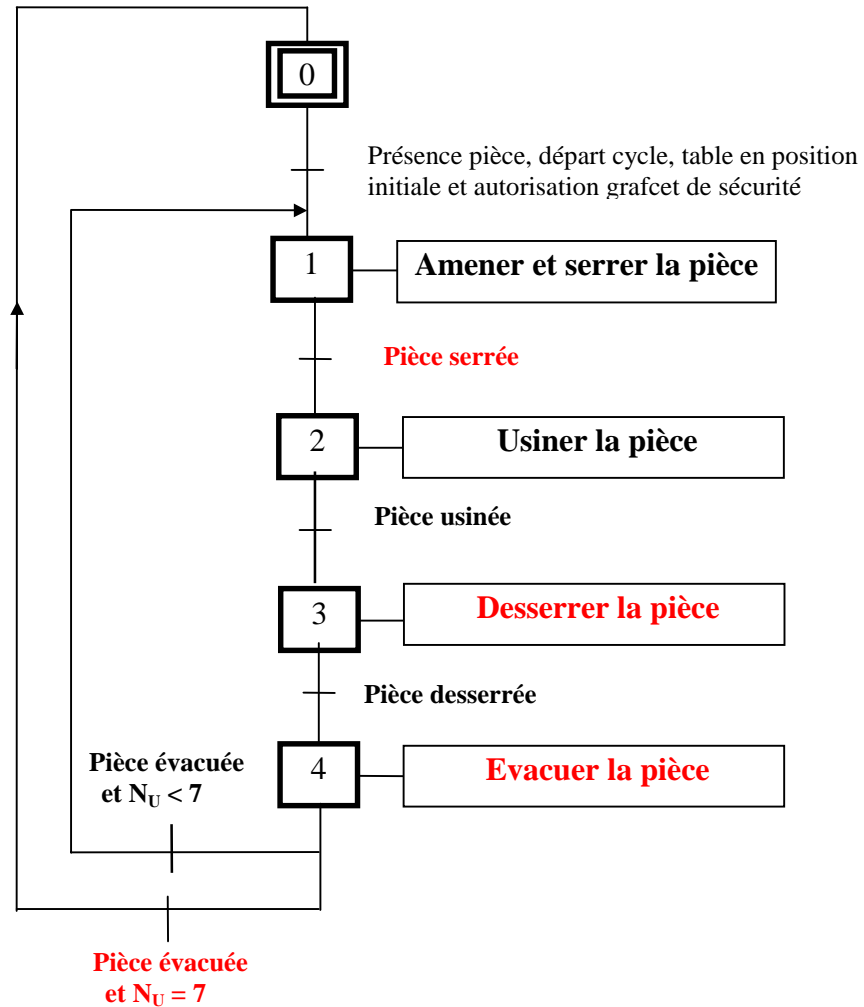 0
Présence pièce, départ cycle, table en position
initiale et autorisation grafcet de sécurité
1
Amener et serrer la pièce
Pièce serrée
2
Usiner la pièce
Pièce usinée
3
Desserrer la pièce
Pièce desserrée
4
Evacuer la pièce
Pièce évacuée
et N_U < 7
Pièce évacuée
et N_U = 7